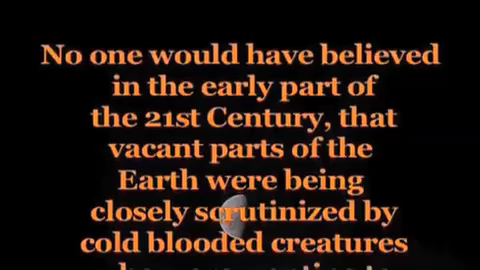 No one would have believed
in the early part of
the 21st Century, that
vacant parts of the
Earth were being
closely scrutinized by
cold blooded creatures